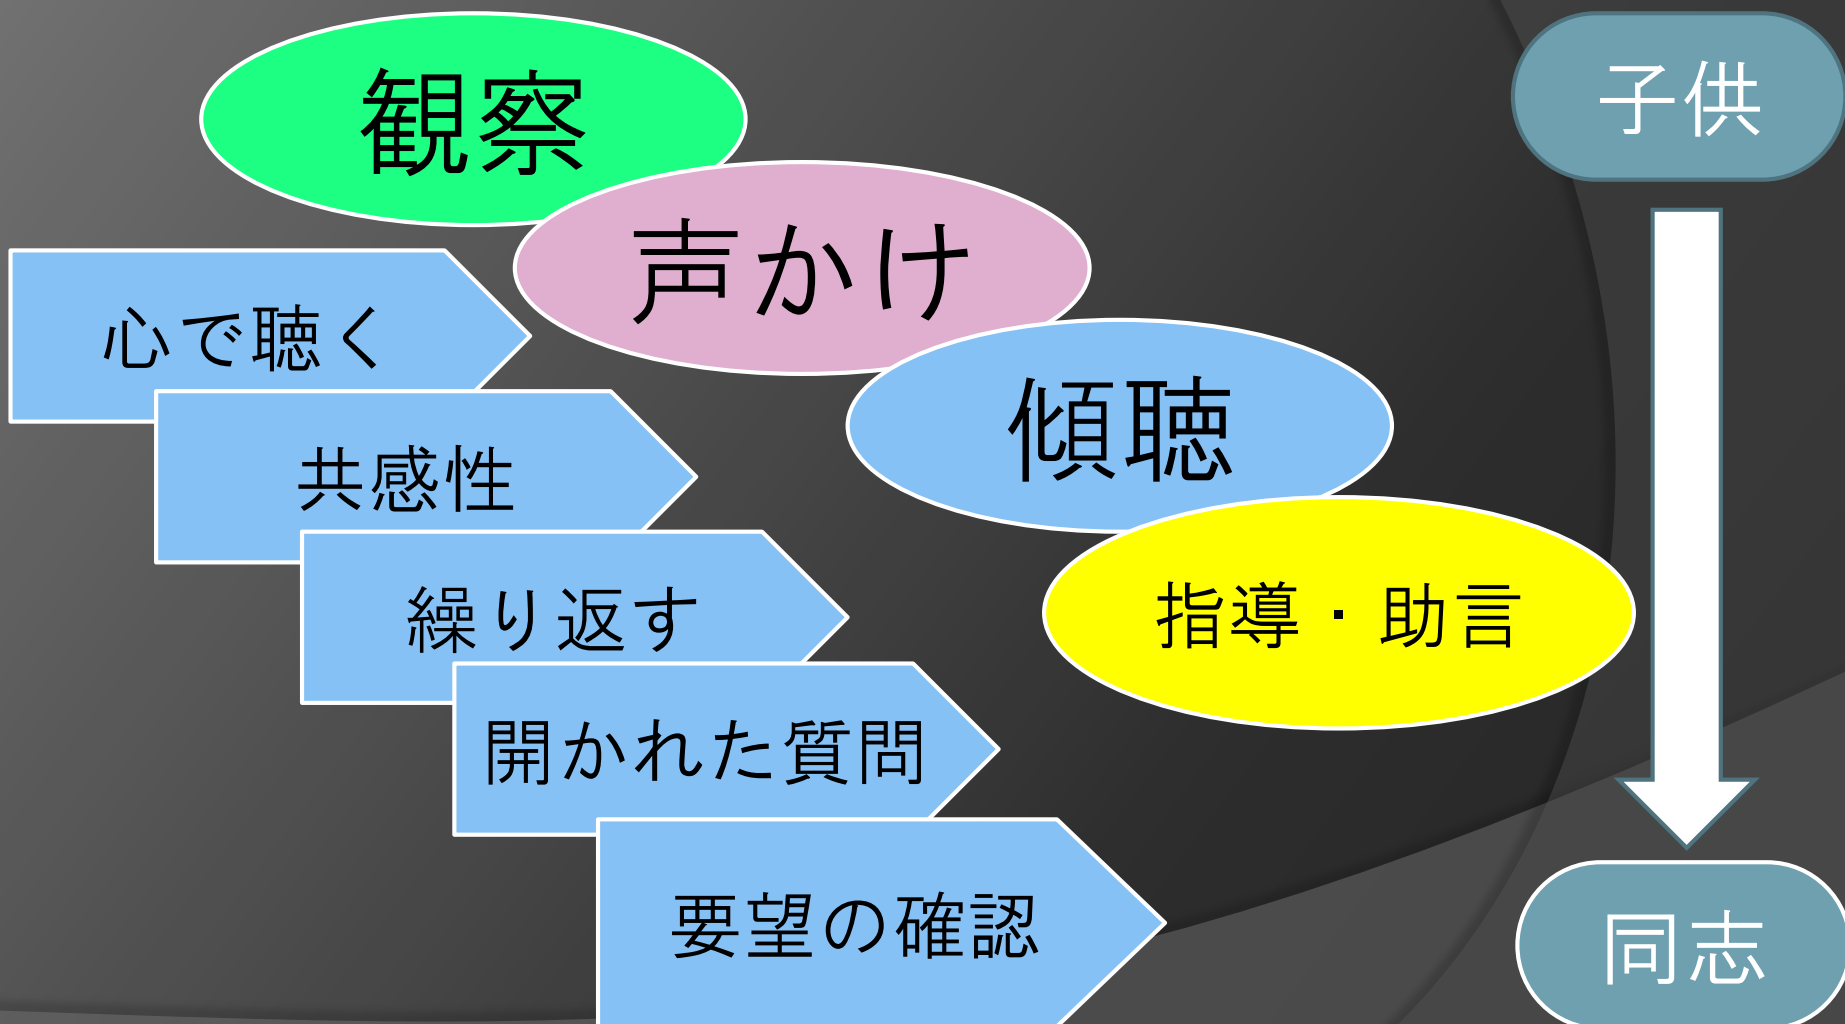 観察
声かけ
傾聴
指導・助言
心で聴く
共感性
繰り返す
開かれた質問
要望の確認
子供
同志